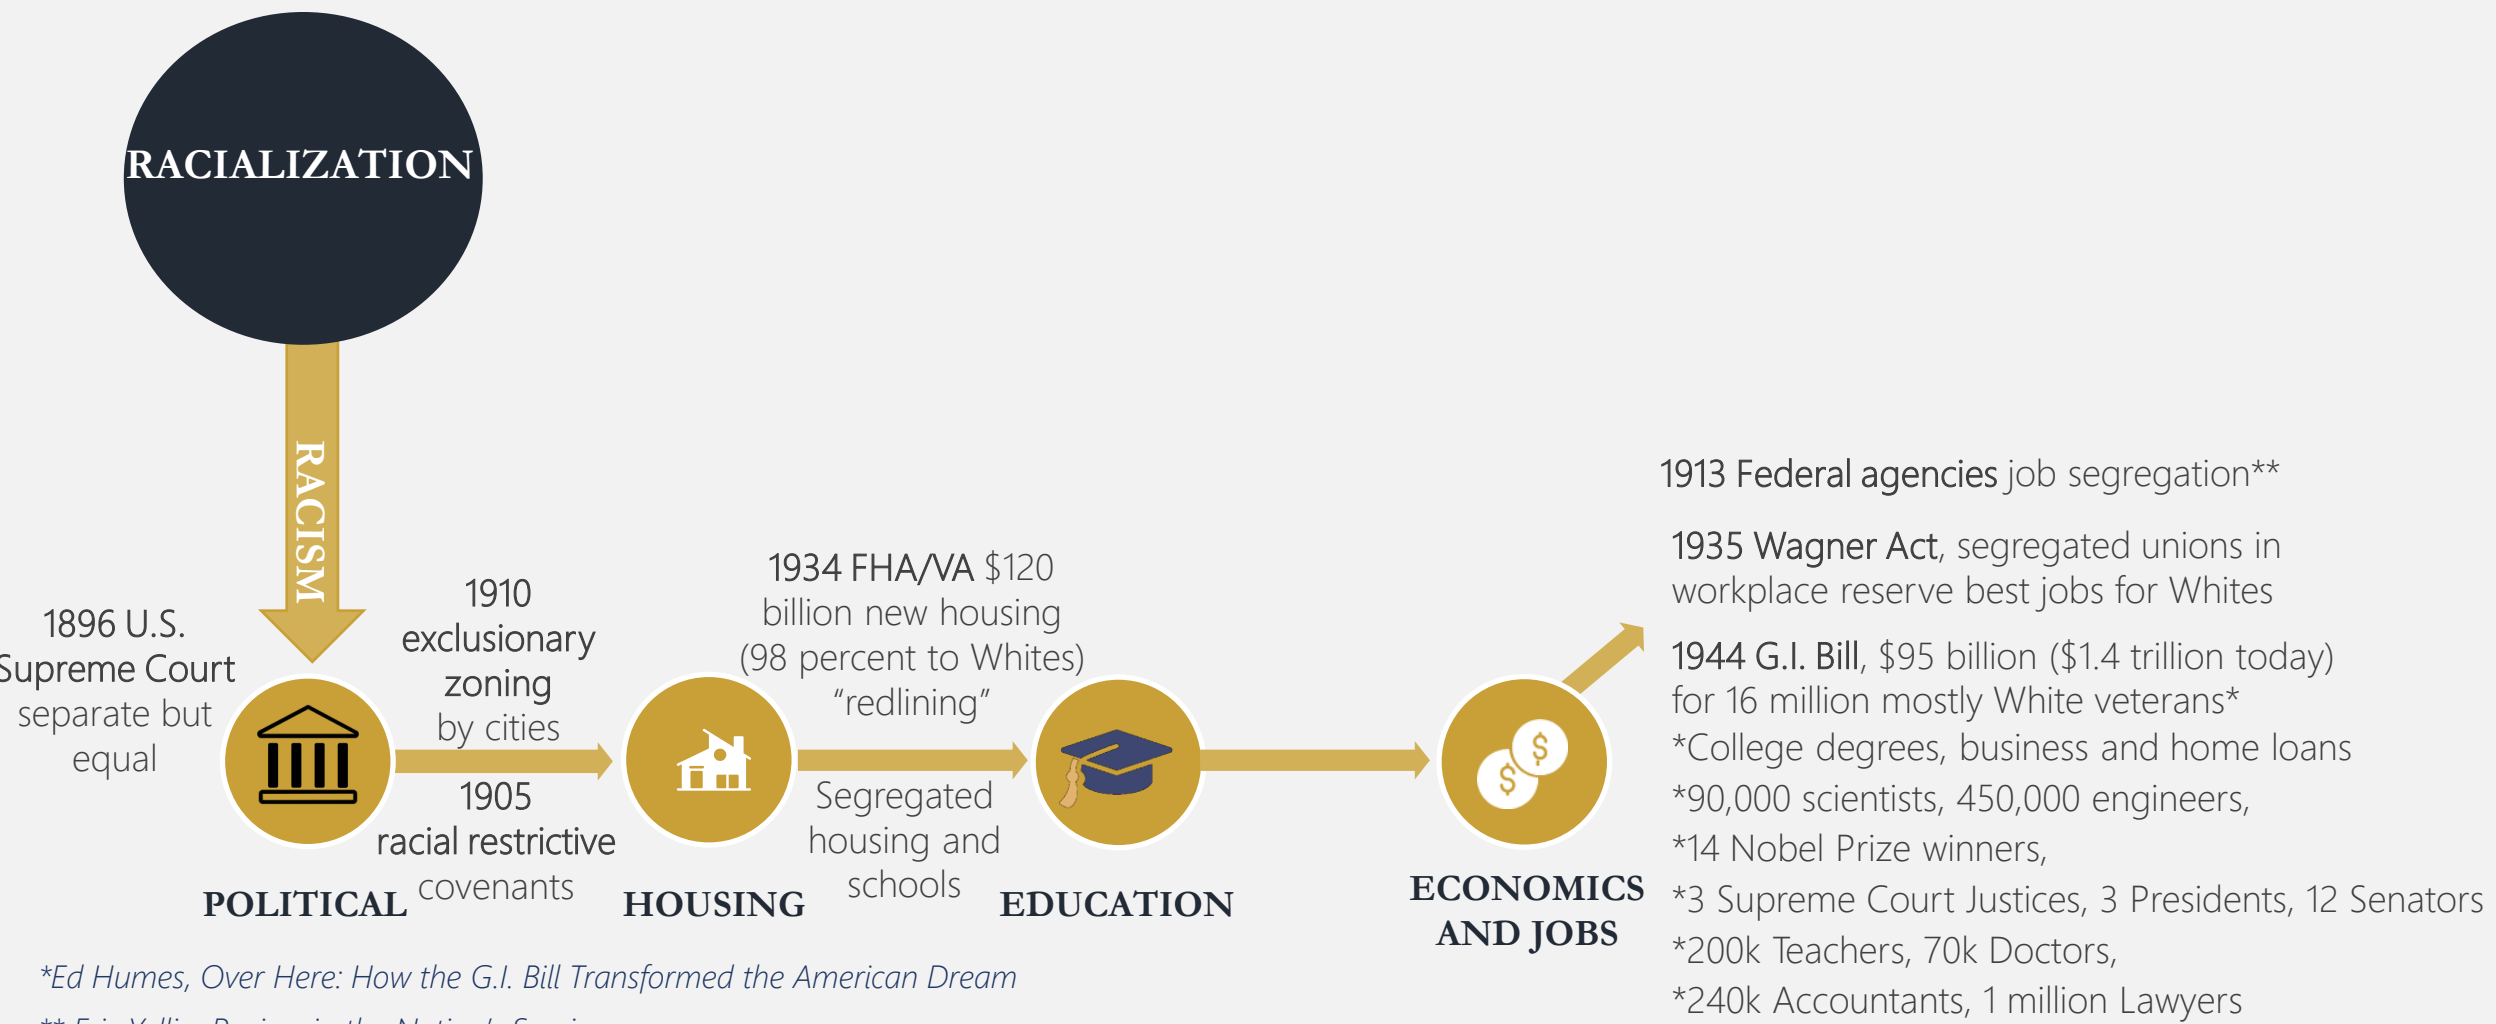 RACIALIZATION
RACISM
1896 U.S.
Supreme Court
separate but
equal
POLITICAL
1910
exclusionary
zoning
by cities
1905
racial restrictive
covenants
HOUSING
1934 FHA/VA $120
billion new housing
(98 percent to Whites)
“redlining”
Segregated
housing and
schools
EDUCATION
ECONOMICS
AND JOBS
1913 Federal agencies job segregation**
1935 Wagner Act, segregated unions in
workplace reserve best jobs for Whites
1944 G.I. Bill, $95 billion ($1.4 trillion today)
for 16 million mostly White veterans*
*College degrees, business and home loans
*90,000 scientists, 450,000 engineers,
*14 Nobel Prize winners,
*3 Supreme Court Justices, 3 Presidents, 12 Senators
*200k Teachers, 70k Doctors,
*240k Accountants, 1 million Lawyers
*Ed Humes, Over Here: How the G.I. Bill Transformed the American Dream